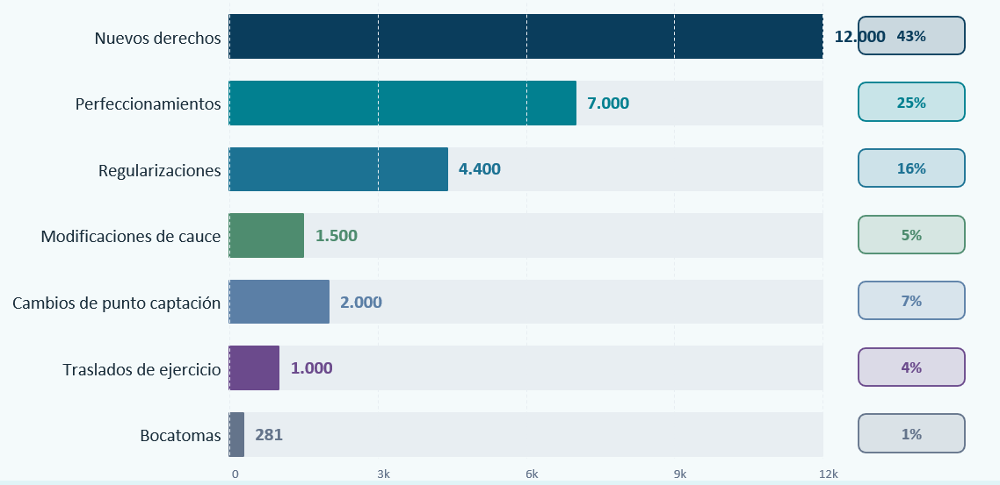 Nuevos derechos 12.000 43%
Perfeccionamientos 7.000 25%
Regularizaciones 4.400 16%
Modificaciones de cauce 1.500 5%
Cambios de punto captación 2.000 7%
Traslados de ejercicio 1.000 4%
Bocatomas 281 1%
0 3k 6k 9k 12k